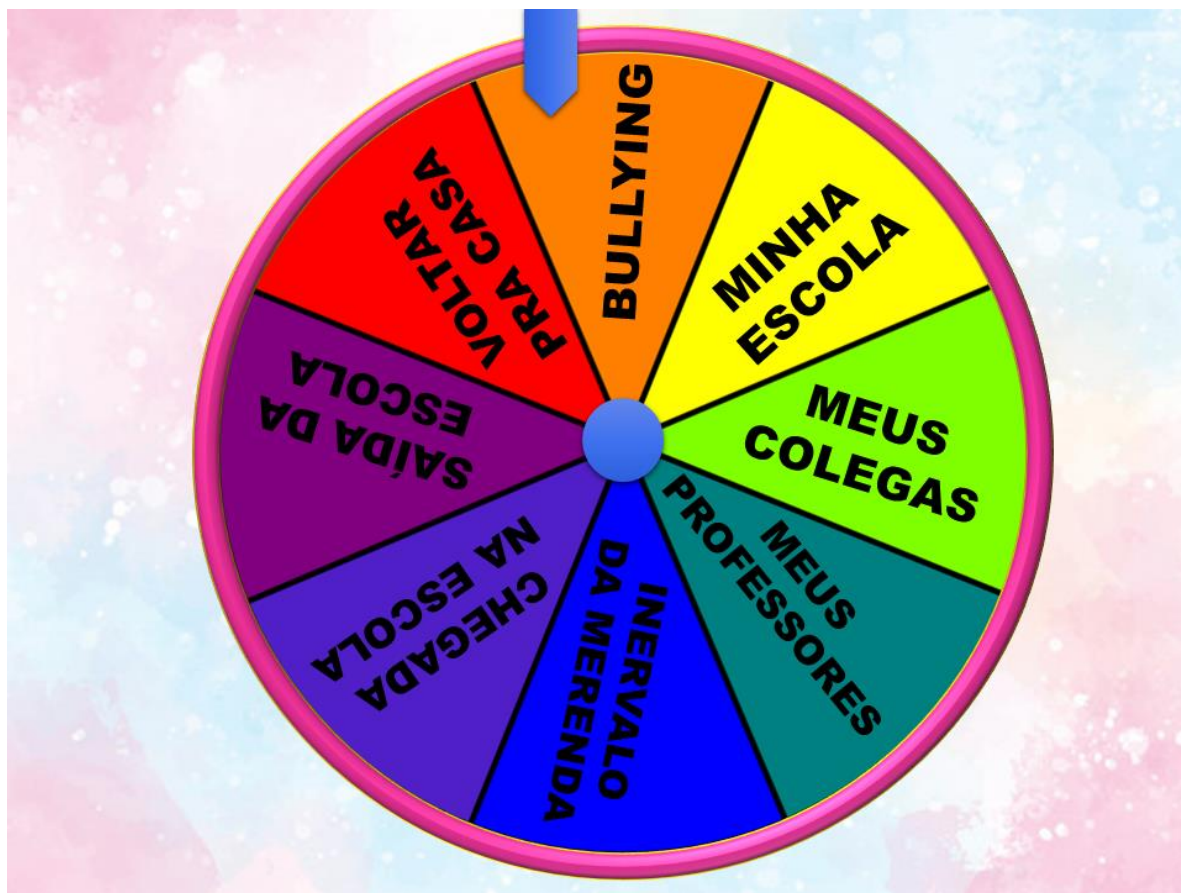 BULLYING
MINHA
ESCOLA
MEUS
COLEGAS
MEUS
PROFESSORES
INERVALO
DA MERENDA
CHEGADA
NA ESCOLA
SAÍDA DA
ESCOLA
VOLTAR
PRA CASA